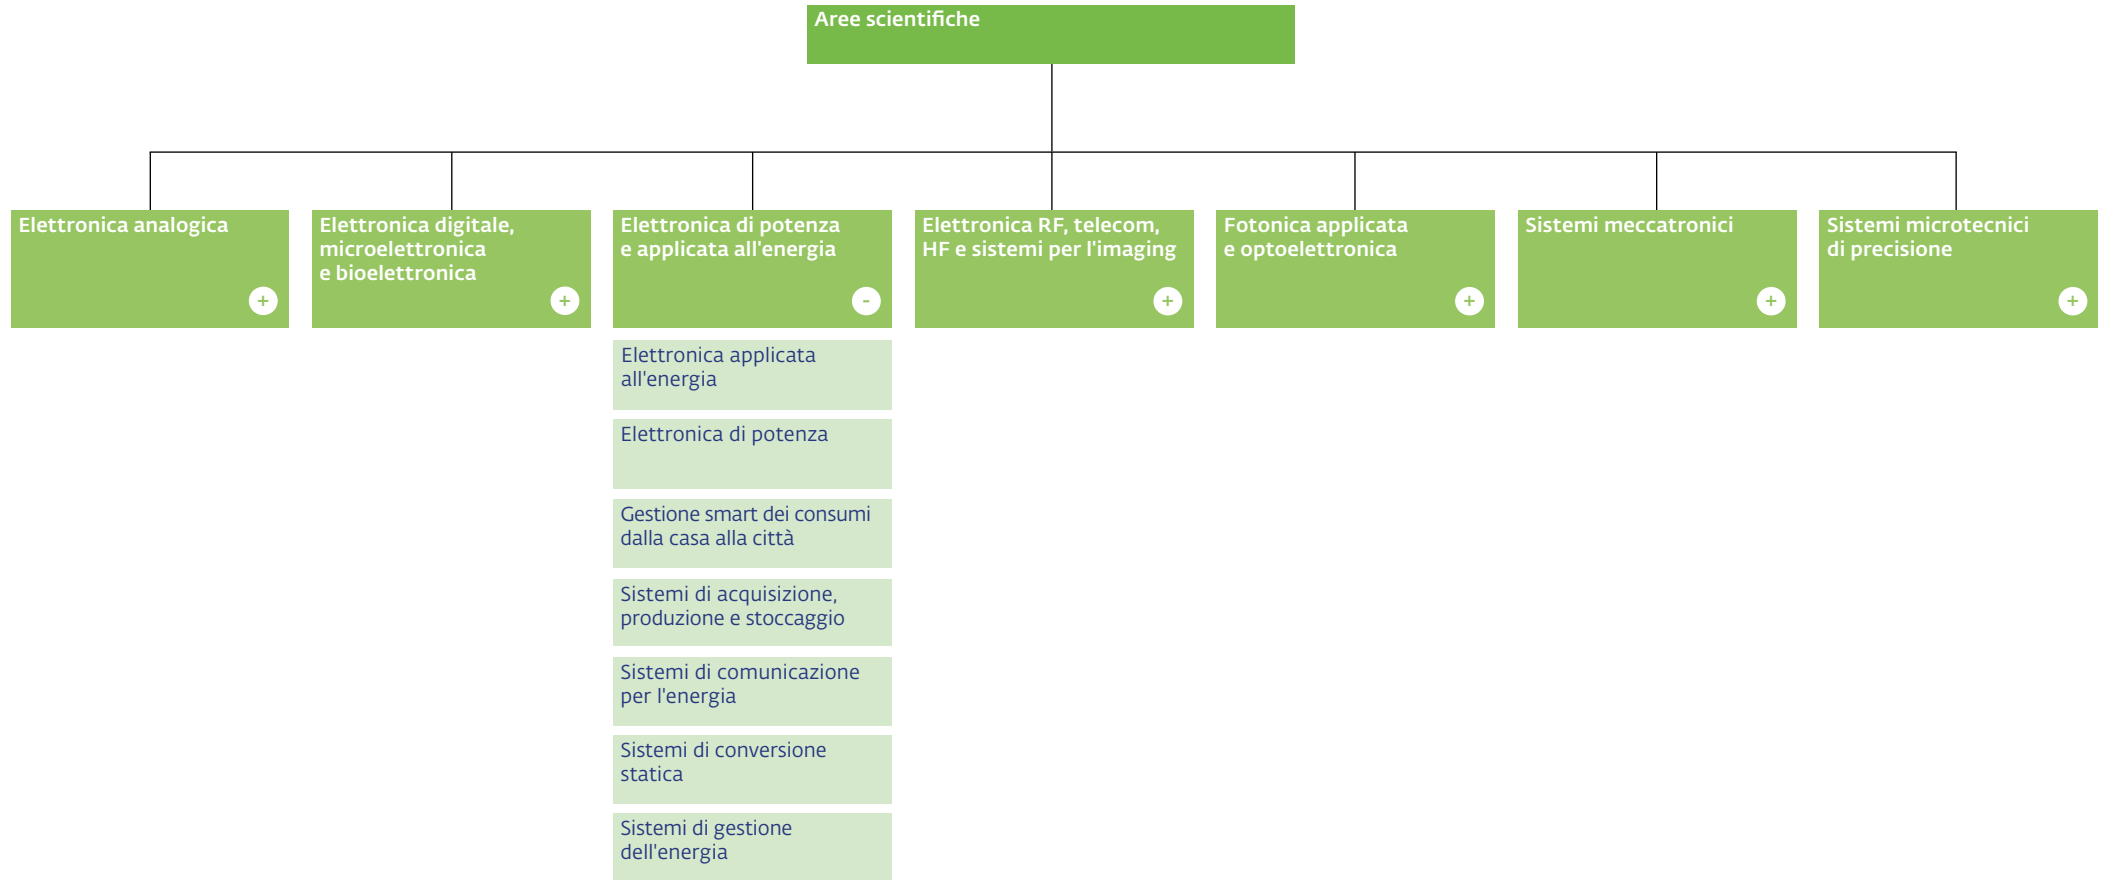 Aree scientifiche
Elettronica analogica
+
Elettronica digitale,
microelettronica
e bioelettronica
+
Elettronica di potenza
e applicata all'energia
-
Elettronica RF, telecom,
HF e sistemi per l'imaging
+
Fotonica applicata
e optoelettronica
+
Sistemi meccatronici
+
Sistemi microtecnici
di precisione
+
Elettronica applicata
all'energia
Elettronica di potenza
Gestione smart dei consumi
dalla casa alla città
Sistemi di acquisizione,
produzione e stoccaggio
Sistemi di comunicazione
per l'energia
Sistemi di conversione
statica
Sistemi di gestione
dell'energia